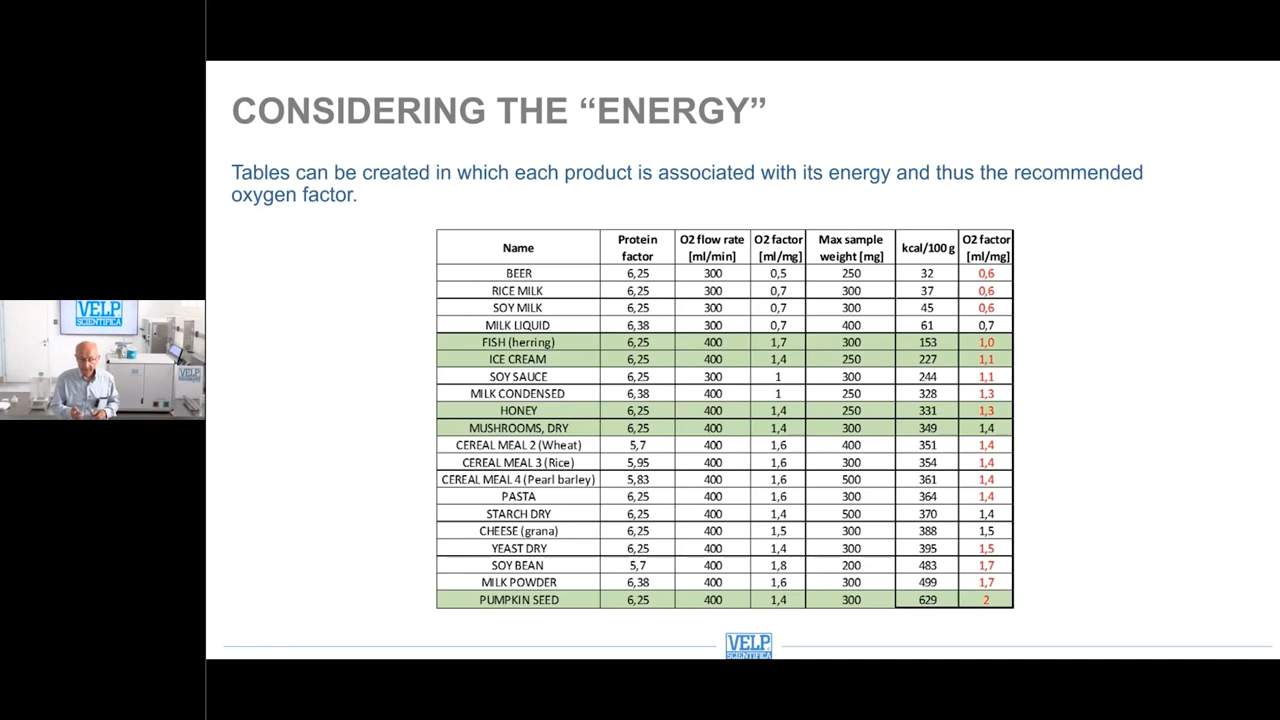 CONSIDERING THE “ENERGY”
Tables can be created in which each product is associated with its energy and thus the recommended
oxygen factor.
Name Protein factor O2 flow rate [ml/min] O2 factor [ml/mg] Max sample weight [mg] kcal/100 g O2 factor [ml/mg]
BEER 6,25 300 0,5 250 32 0,6
RICE MILK 6,25 300 0,7 300 37 0,6
SOY MILK 6,25 300 0,7 300 45 0,6
MILK LIQUID 6,38 300 0,7 400 61 0,7
FISH (herring) 6,25 400 1,7 300 153 1,0
ICE CREAM 6,25 400 1,4 250 227 1,1
SOY SAUCE 6,25 300 1 300 244 1,1
MILK CONDENSED 6,38 400 1 250 328 1,3
HONEY 6,25 400 1,4 250 331 1,3
MUSHROOMS, DRY 6,25 400 1,4 300 349 1,4
CEREAL MEAL 2 (Wheat) 5,7 400 1,6 400 351 1,4
CEREAL MEAL 3 (Rice) 5,95 400 1,6 300 354 1,4
CEREAL MEAL 4 (Pearl barley) 5,83 400 1,6 500 361 1,4
PASTA 6,25 400 1,6 300 364 1,4
STARCH DRY 6,25 400 1,4 500 370 1,4
CHEESE (grana) 6,25 400 1,5 300 388 1,5
YEAST DRY 6,25 400 1,4 300 395 1,5
SOY BEAN 5,7 400 1,8 200 483 1,7
MILK POWDER 6,38 400 1,6 300 499 1,7
PUMPKIN SEED 6,25 400 1,4 300 629 2
VELP
SCIENTIFICA
VELP
SCIENTIFICA
VELP